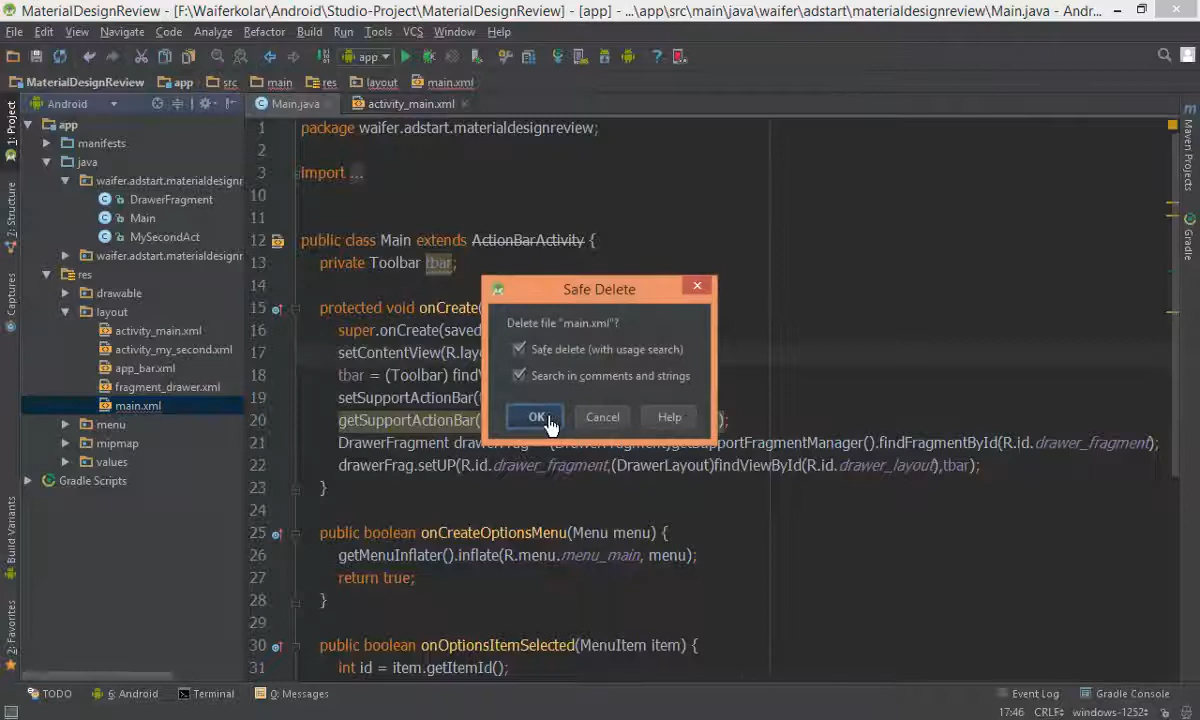 MaterialDesignReview - [F:\Waiferkolar\Android\Studio-Project\MaterialDesignReview] - [app] - ...\app\src\main\java\waifer\adstart\materialdesignreview\Main.java - Andr...
File Edit View Navigate Code Analyze Refactor Build Run Tools VCS Window Help
app
MaterialDesignReview app src main res layout main.xml
Android Main.java activity_main.xml
1: Project
7: Structure
Captures
Build Variants
2: Favorites
app
manifests
java
waifer.adstart.materialdesignr
DrawerFragment
Main
MySecondAct
waifer.adstart.materialdesignr
res
drawable
layout
activity_main.xml
activity_my_second.xml
app_bar.xml
fragment_drawer.xml
main.xml
menu
mipmap
values
Gradle Scripts
1 package waifer.adstart.materialdesignreview;
2
3 import ...
10
11
12 public class Main extends ActionBarActivity {
13 private Toolbar tbar;
14
15 protected void onCreate(
16 super.onCreate(saved
17 setContentView(R.lay
18 tbar = (Toolbar) findV
19 setSupportActionBar(
20 getSupportActionBar( );
21 DrawerFragment drawerFrag getSupportFragmentManager().findFragmentById(R.id.drawer_fragment);
22 drawerFrag.setUP(R.id.drawer_fragment,(DrawerLayout)findViewById(R.id.drawer_layout),tbar);
23 }
24
25 public boolean onCreateOptionsMenu(Menu menu) {
26 getMenuInflater().inflate(R.menu.menu_main, menu);
27 return true;
28 }
29
30 public boolean onOptionsItemSelected(MenuItem item) {
31 int id = item.getItemId();
Safe Delete
Delete file "main.xml"?
Safe delete (with usage search)
Search in comments and strings
OK Cancel Help
Maven Projects
Gradle
TODO 6: Android Terminal 0: Messages Event Log Gradle Console
17:46 CRLF windows-1252